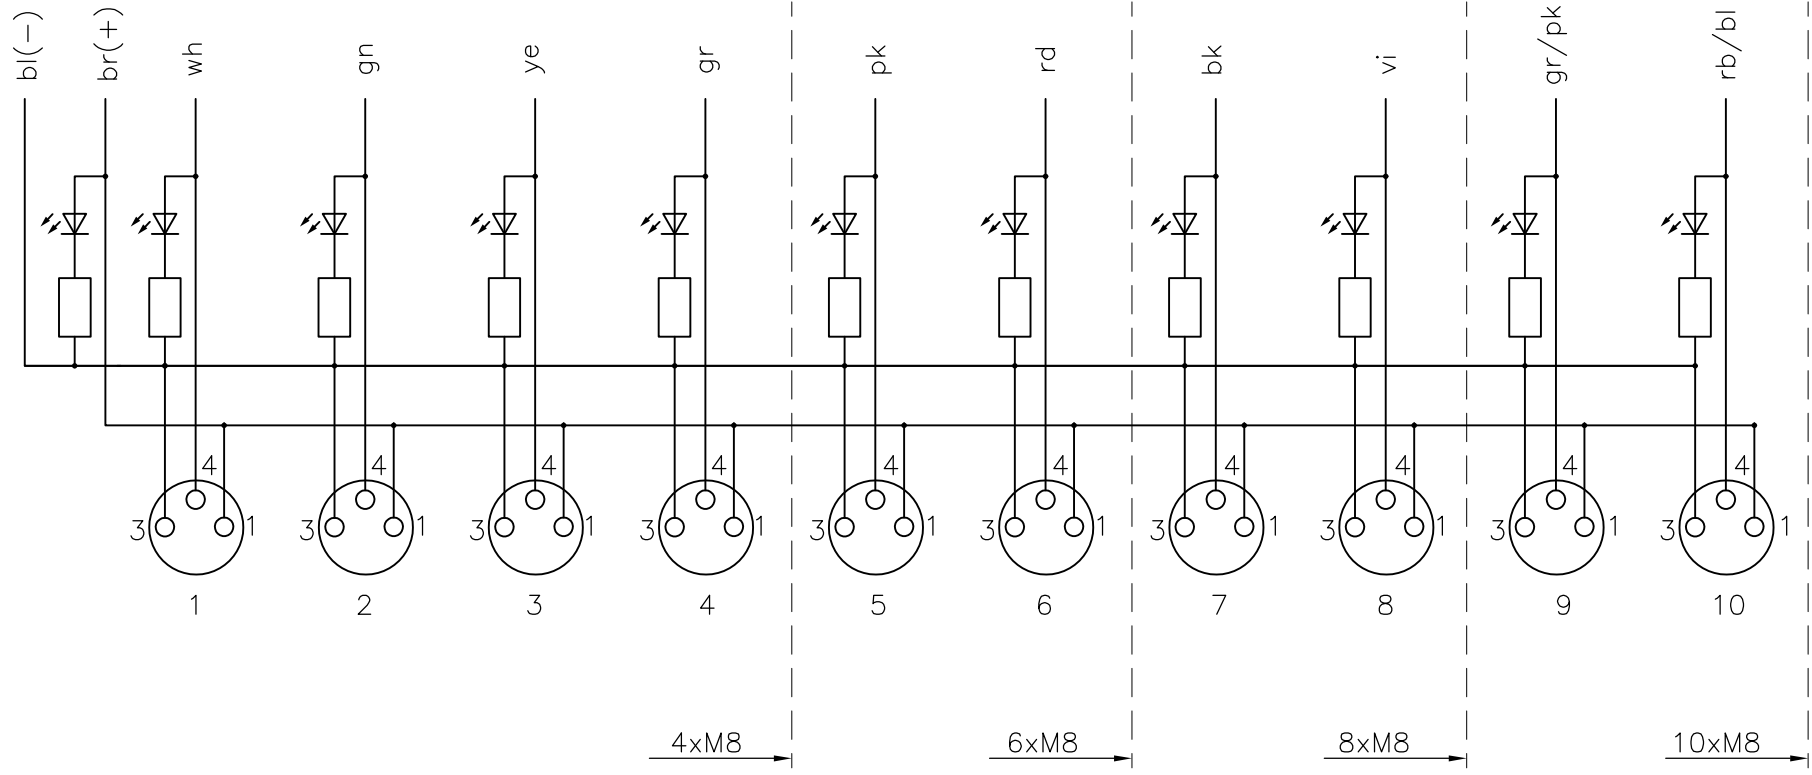 bl(-) br(+) wh gn ye gr pk rd bk vi gr/pk rb/bl
4 4 4 4 4 4 4 4 4 4
3 1 3 1 3 1 3 1 3 1 3 1 3 1 3 1 3 1 3 1
1 2 3 4 5 6 7 8 9 10
4xM8 6xM8 8xM8 10xM8